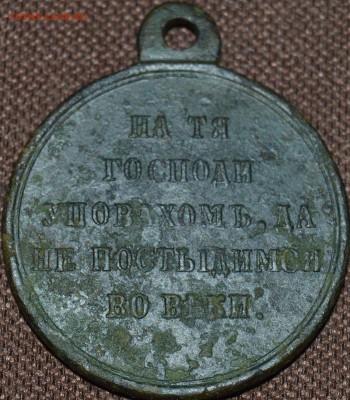 НА ТЯ
ГОСПОДИ
УПОВАХОМЪ, ДА
НЕ ПОСТЫДИМСЯ
ВО ВѢКИ.